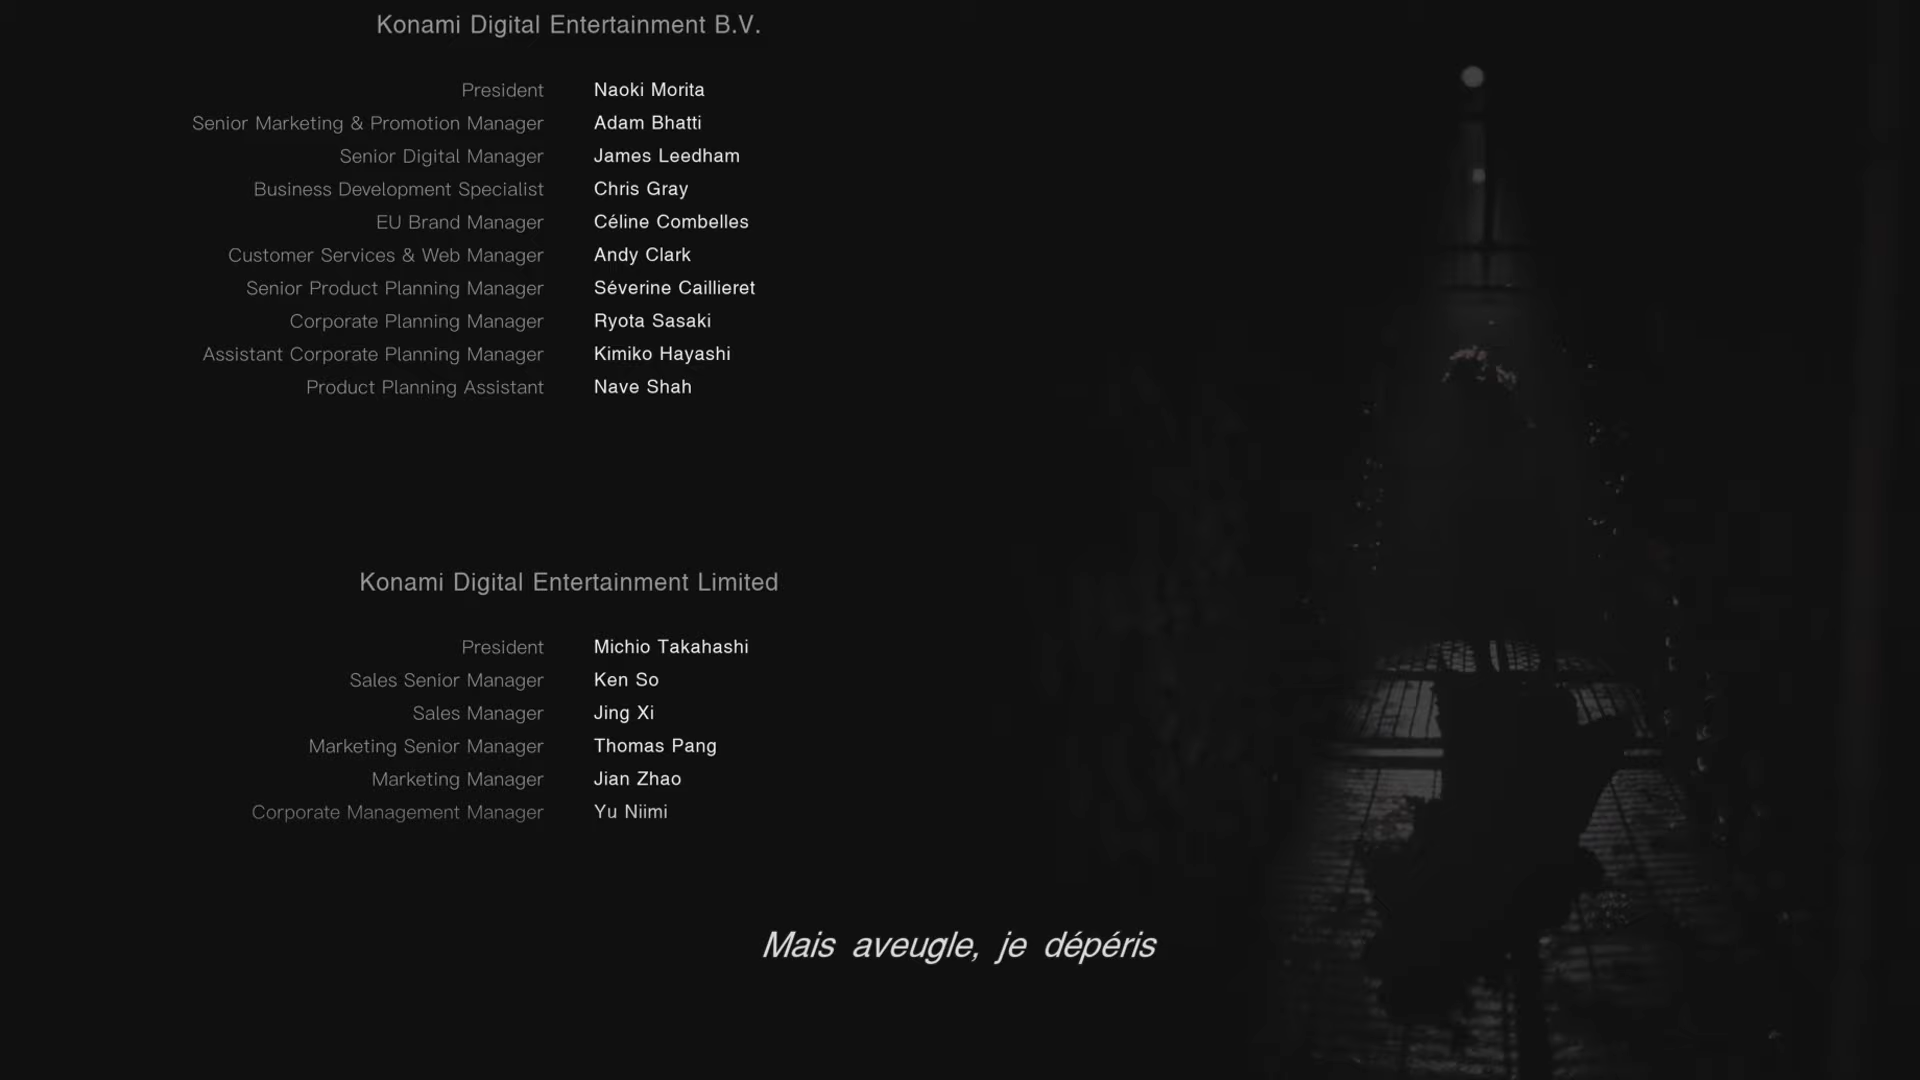 Konami Digital Entertainment B.V.
President Naoki Morita
Senior Marketing & Promotion Manager Adam Bhatti
Senior Digital Manager James Leedham
Business Development Specialist Chris Gray
EU Brand Manager Céline Combelles
Customer Services & Web Manager Andy Clark
Senior Product Planning Manager Séverine Caillieret
Corporate Planning Manager Ryota Sasaki
Assistant Corporate Planning Manager Kimiko Hayashi
Product Planning Assistant Nave Shah
Konami Digital Entertainment Limited
President Michio Takahashi
Sales Senior Manager Ken So
Sales Manager Jing Xi
Marketing Senior Manager Thomas Pang
Marketing Manager Jian Zhao
Corporate Management Manager Yu Niimi
Mais aveugle, je dépéris